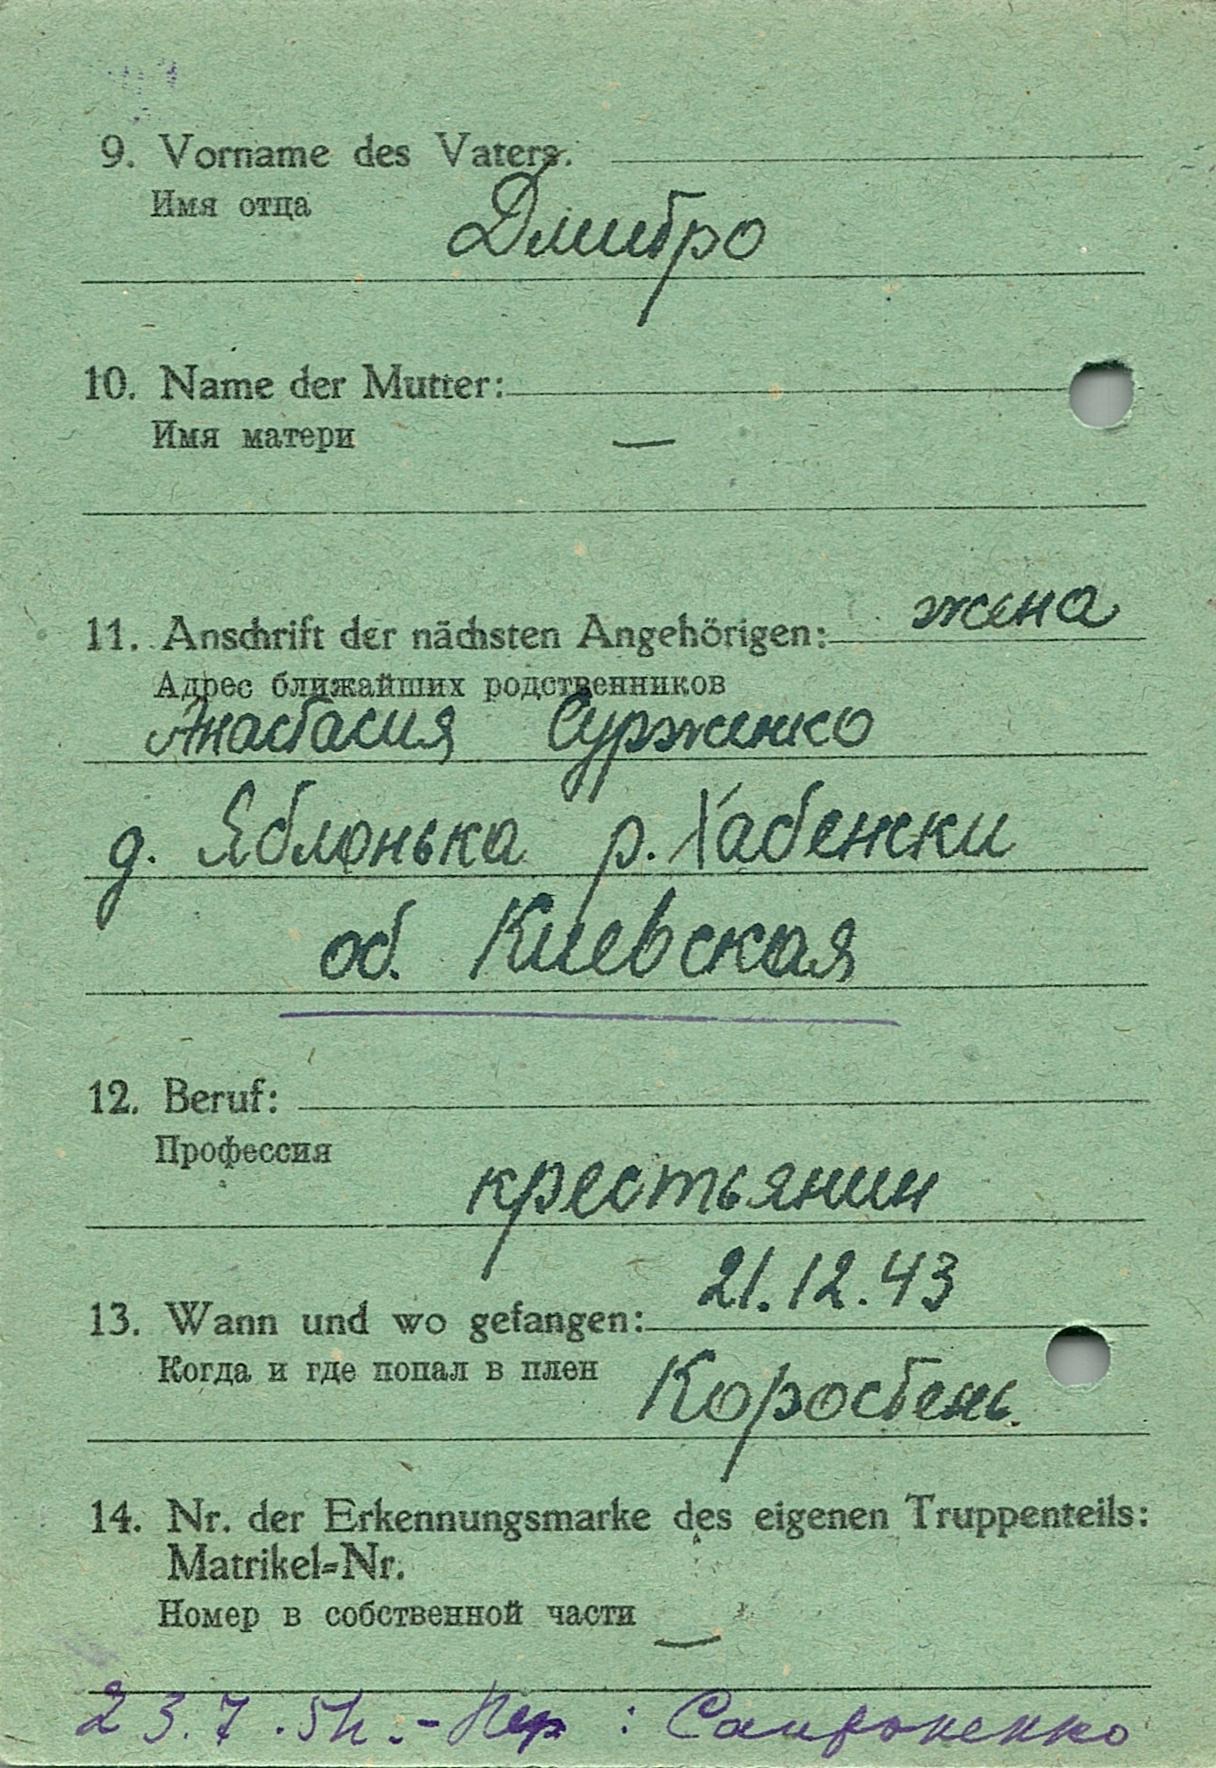 9. Vorname des Vaters.
Имя отца
Дмитро
10. Name der Mutter:
Имя матери
—
11. Anschrift der nächsten Angehörigen: жена
Адрес ближайших родственников
Анастасия Сурженко
д. Яблонька р. Хабенски
об. Киевская
12. Beruf:
Профессия
крестьянин
21.12.43
13. Wann und wo gefangen:
Когда и где попал в плен Коростень
14. Nr. der Erkennungsmarke des eigenen Truppenteils:
Matrikel-Nr.
Номер в собственной части —
23.7.5 - Пер :